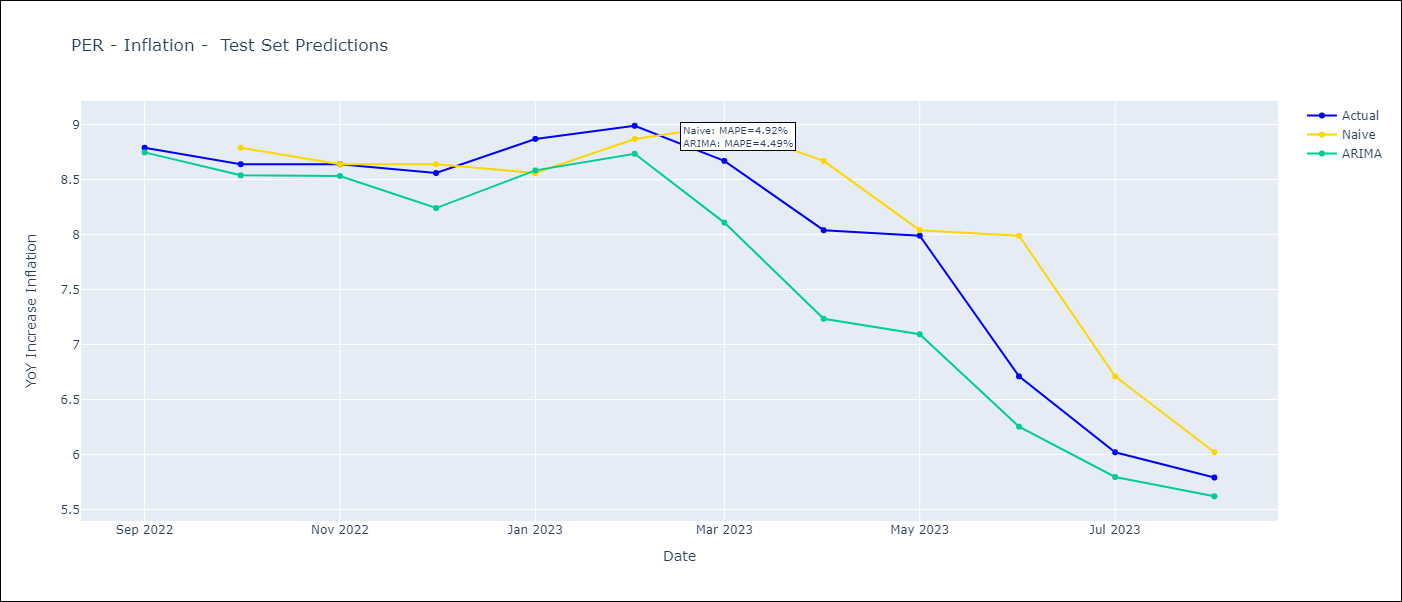 PER - Inflation -  Test Set Predictions
Actual
Naive
ARIMA
Naive: MAPE=4.92%
ARIMA: MAPE=4.49%
YoY Increase Inflation
9
8.5
8
7.5
7
6.5
6
5.5
Sep 2022
Nov 2022
Jan 2023
Mar 2023
May 2023
Jul 2023
Date